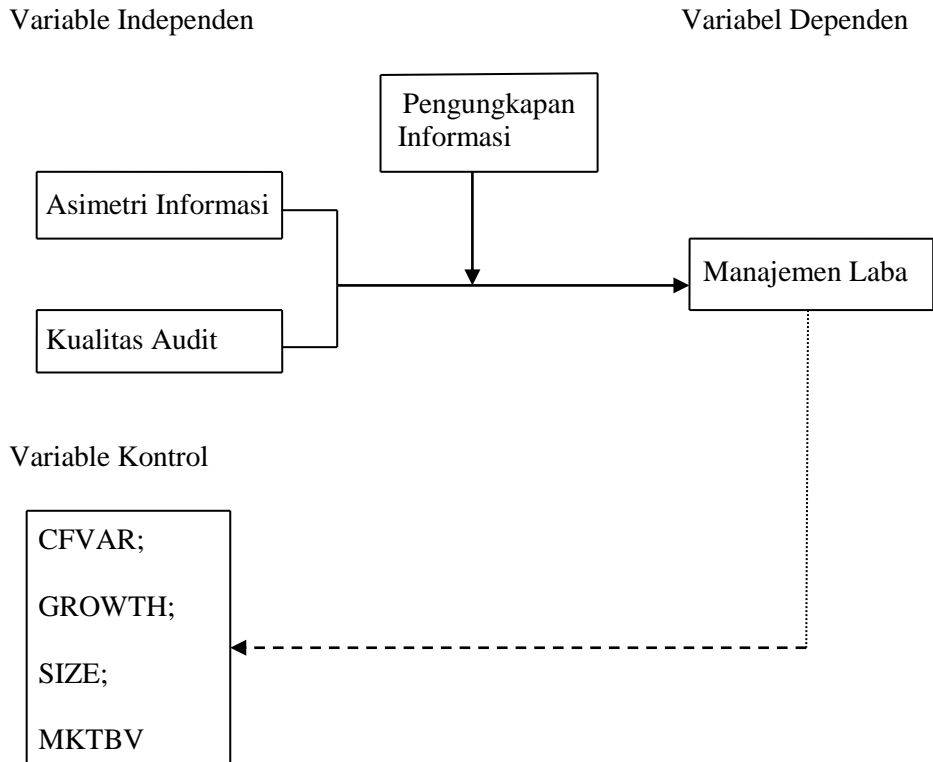 Variable Independen
Variabel Dependen
Pengungkapan
Informasi
Asimetri Informasi
Manajemen Laba
Kualitas Audit
Variable Kontrol
CFVAR;
GROWTH;
SIZE;
MKTBV